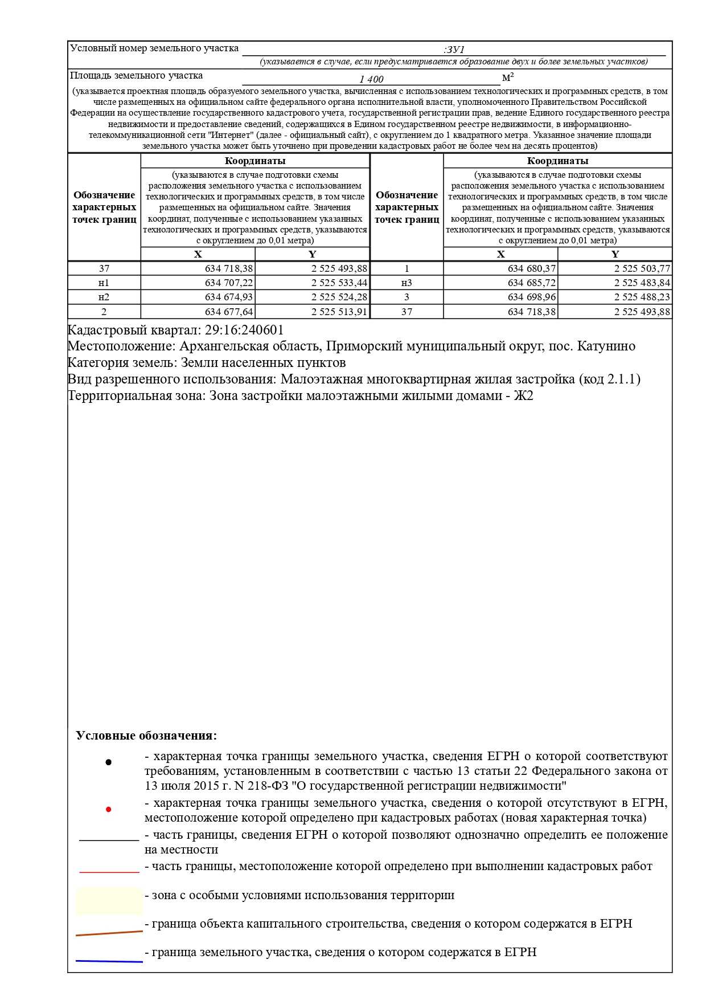 Условный номер земельного участка :ЗУ1
(указывается в случае, если предусматривается образование двух и более земельных участков)
Площадь земельного участка 1 400 м²
(указывается проектная площадь образуемого земельного участка, вычисленная с использованием технологических и программных средств, в том
числе размещенных на официальном сайте федерального органа исполнительной власти, уполномоченного Правительством Российской
Федерации на осуществление государственного кадастрового учета, государственной регистрации прав, ведение Единого государственного реестра
недвижимости и предоставление сведений, содержащихся в Едином государственном реестре недвижимости, в информационно-
телекоммуникационной сети "Интернет" (далее - официальный сайт), с округлением до 1 квадратного метра. Указанное значение площади
земельного участка может быть уточнено при проведении кадастровых работ не более чем на десять процентов)
Обозначение
характерных
точек границ
Координаты
(указываются в случае подготовки схемы
расположения земельного участка с использованием
технологических и программных средств, в том числе
размещенных на официальном сайте. Значения
координат, полученные с использованием указанных
технологических и программных средств, указываются
с округлением до 0,01 метра)
X Y
Обозначение
характерных
точек границ
Координаты
(указываются в случае подготовки схемы
расположения земельного участка с использованием
технологических и программных средств, в том числе
размещенных на официальном сайте. Значения
координат, полученные с использованием указанных
технологических и программных средств, указываются
с округлением до 0,01 метра)
X Y
37 634 718,38 2 525 493,88 1 634 680,37 2 525 503,77
н1 634 707,22 2 525 533,44 н3 634 685,72 2 525 483,84
н2 634 674,93 2 525 524,28 3 634 698,96 2 525 488,23
2 634 677,64 2 525 513,91 37 634 718,38 2 525 493,88
Кадастровый квартал: 29:16:240601
Местоположение: Архангельская область, Приморский муниципальный округ, пос. Катунино
Категория земель: Земли населенных пунктов
Вид разрешенного использования: Малоэтажная многоквартирная жилая застройка (код 2.1.1)
Территориальная зона: Зона застройки малоэтажными жилыми домами - Ж2
Условные обозначения:
- характерная точка границы земельного участка, сведения ЕГРН о которой соответствуют
требованиям, установленным в соответствии с частью 13 статьи 22 Федерального закона от
13 июля 2015 г. N 218-ФЗ "О государственной регистрации недвижимости"
- характерная точка границы земельного участка, сведения о которой отсутствуют в ЕГРН,
местоположение которой определено при кадастровых работах (новая характерная точка)
- часть границы, сведения ЕГРН о которой позволяют однозначно определить ее положение
на местности
- часть границы, местоположение которой определено при выполнении кадастровых работ
- зона с особыми условиями использования территории
- граница объекта капитального строительства, сведения о котором содержатся в ЕГРН
- граница земельного участка, сведения о котором содержатся в ЕГРН